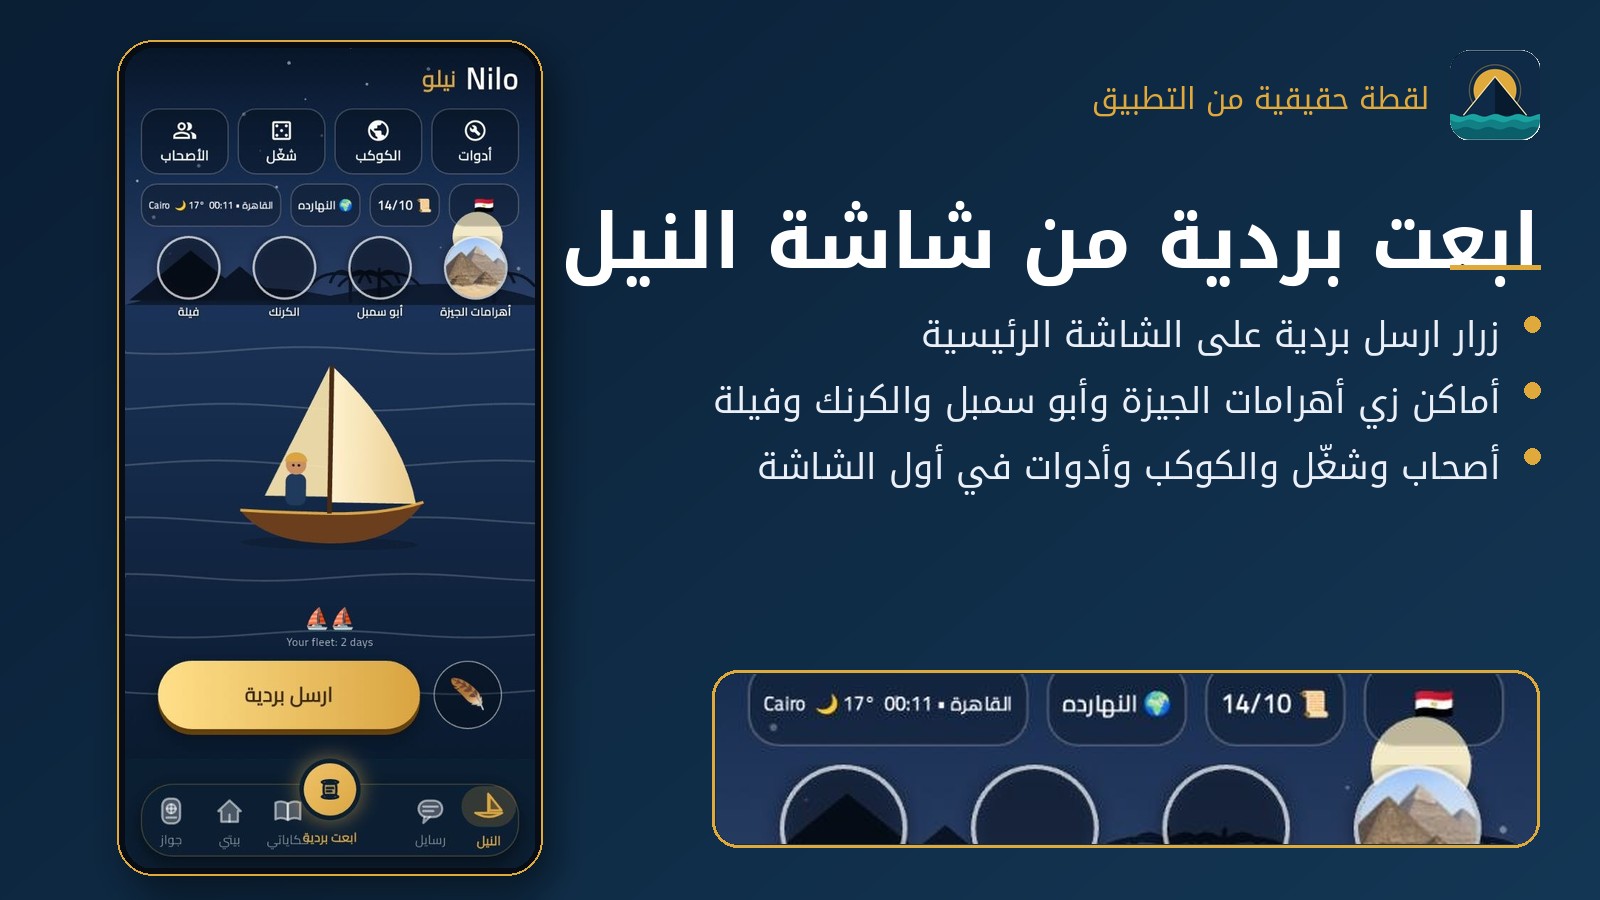 لقطة حقيقية من التطبيق
ابعت بردية من شاشة النيل
زرار ارسل بردية على الشاشة الرئيسية
أماكن زي أهرامات الجيزة وأبو سمبل والكرنك وفيلة
أصحاب وشغّل والكوكب وأدوات في أول الشاشة
Nilo نيلو
أدوات الكوكب شغّل الأصحاب
14/10 النهارده القاهرة • 00:11 17° Cairo
أهرامات الجيزة أبو سمبل الكرنك فيلة
Your fleet: 2 days
ارسل بردية
النيل رسايل ابعت بردية بيتي جواز
14/10 النهارده القاهرة • 00:11 17° Cairo